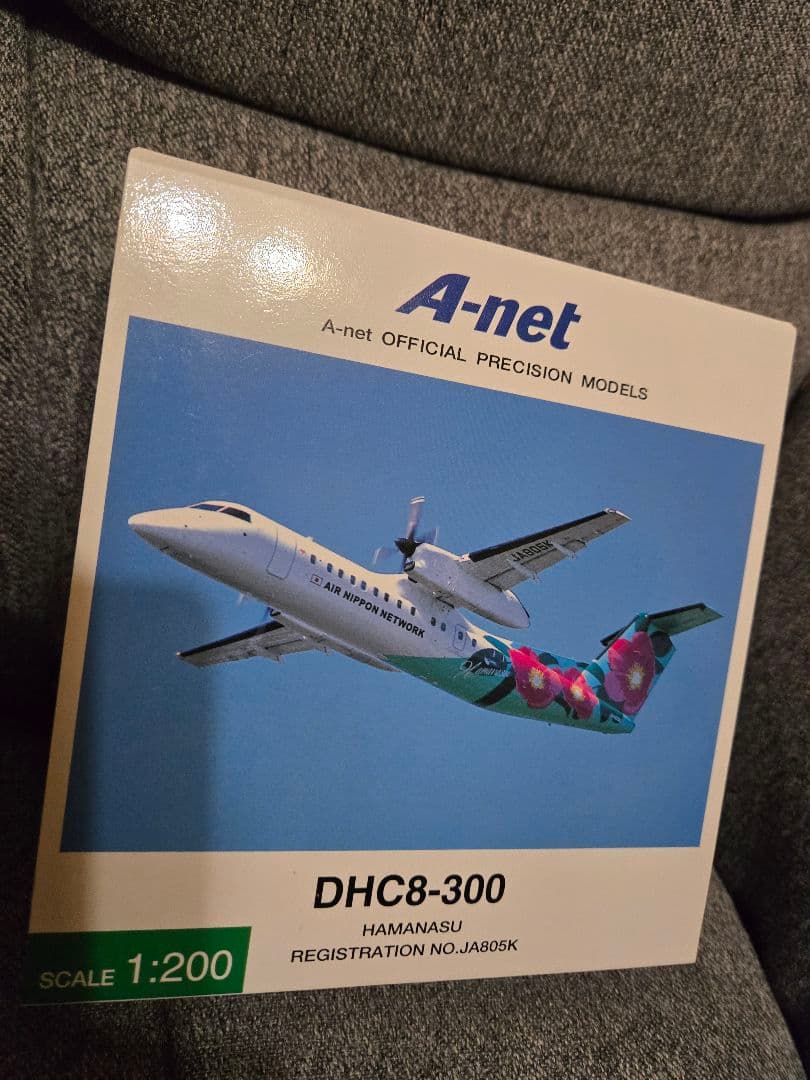 A-net
A-net OFFICIAL PRECISION MODELS
JA805K
AIR NIPPON NETWORK
DHC8-300
HAMANASU
REGISTRATION NO.JA805K
SCALE 1:200